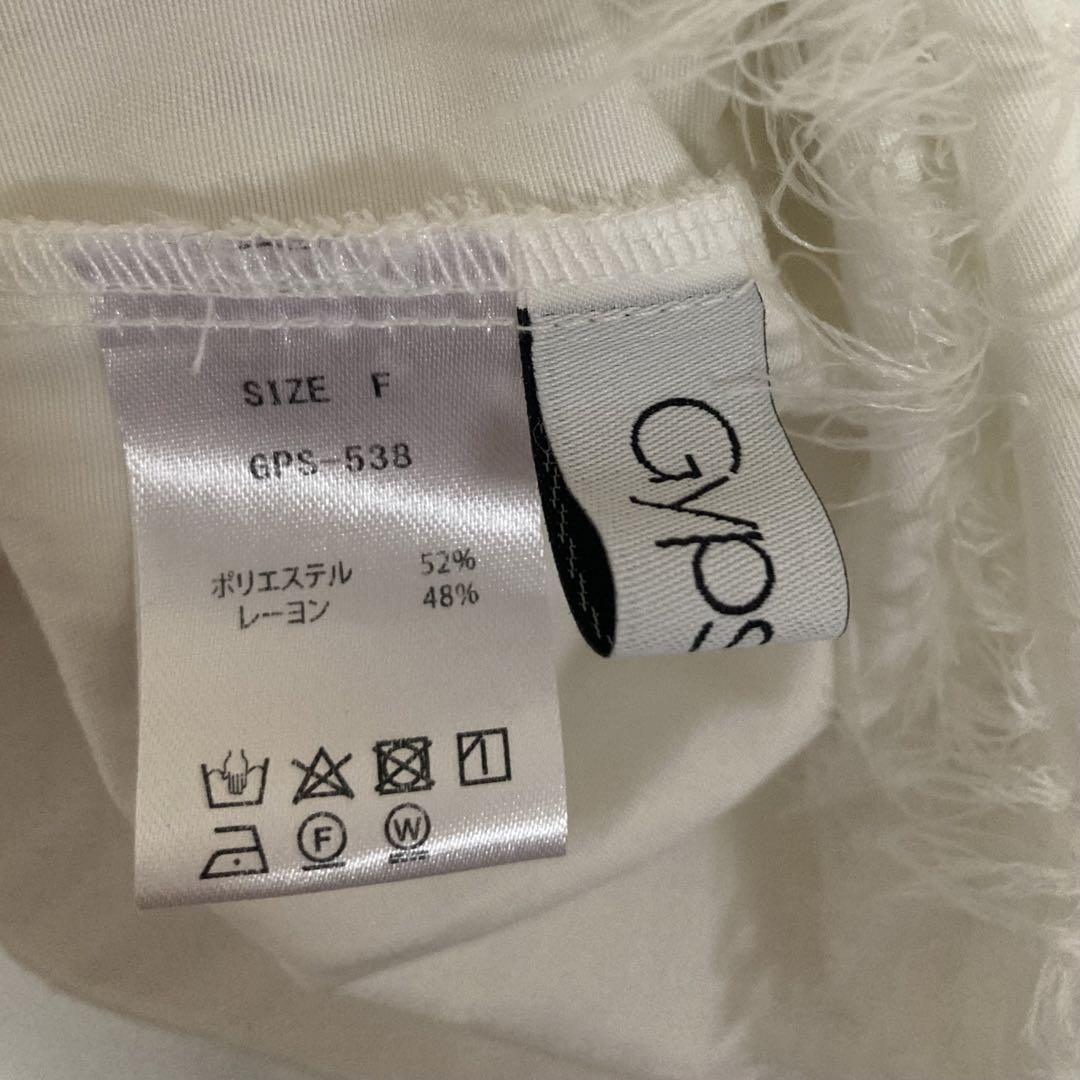 SIZE F
GPS-538
ポリエステル 52%
レーヨン 48%
F W
Gyps